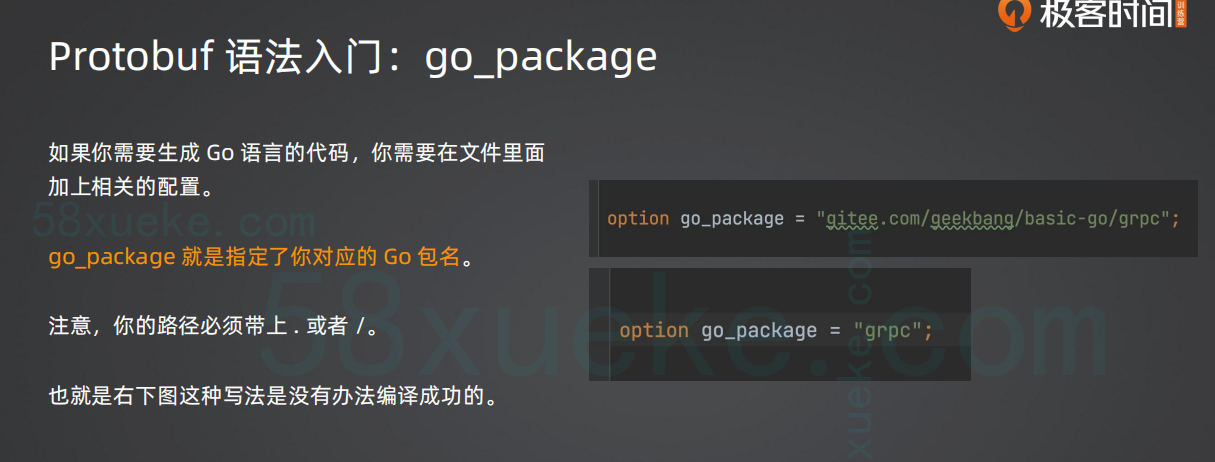 极客时间
训练营
Protobuf 语法入门：go_package
如果你需要生成 Go 语言的代码，你需要在文件里面
加上相关的配置。
go_package 就是指定了你对应的 Go 包名。
注意，你的路径必须带上 . 或者 /。
也就是右下图这种写法是没有办法编译成功的。
option go_package = "gitee.com/geekbang/basic-go/grpc";
option go_package = "grpc";
58xueke.com
58xueke.com
xueke.com